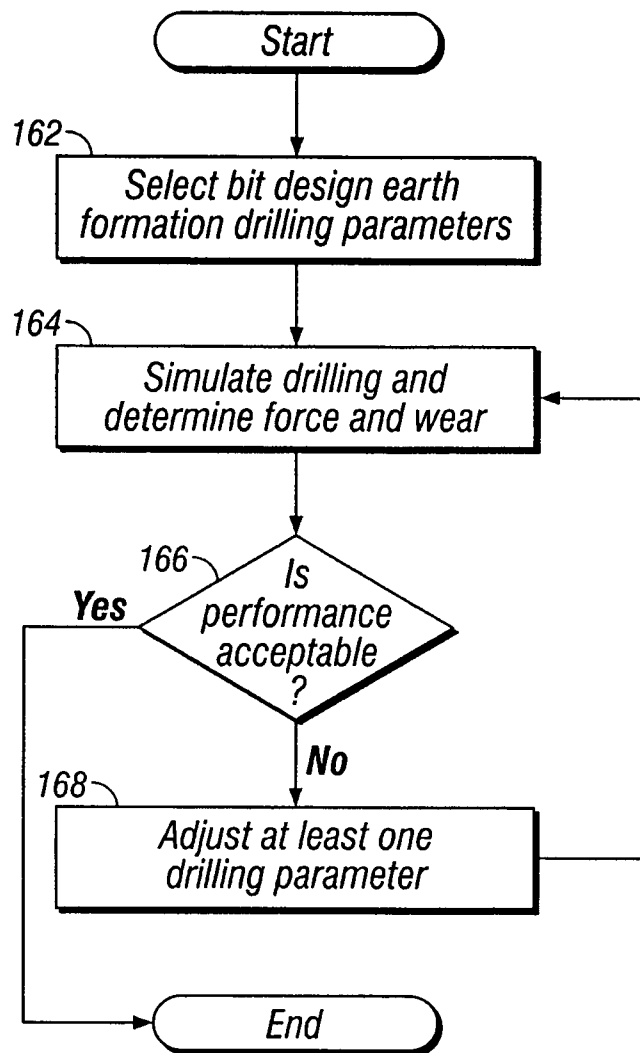 Start
162
Select bit design earth
formation drilling parameters
164
Simulate drilling and
determine force and wear
166
Is
performance
acceptable
?
Yes
No
168
Adjust at least one
drilling parameter
End